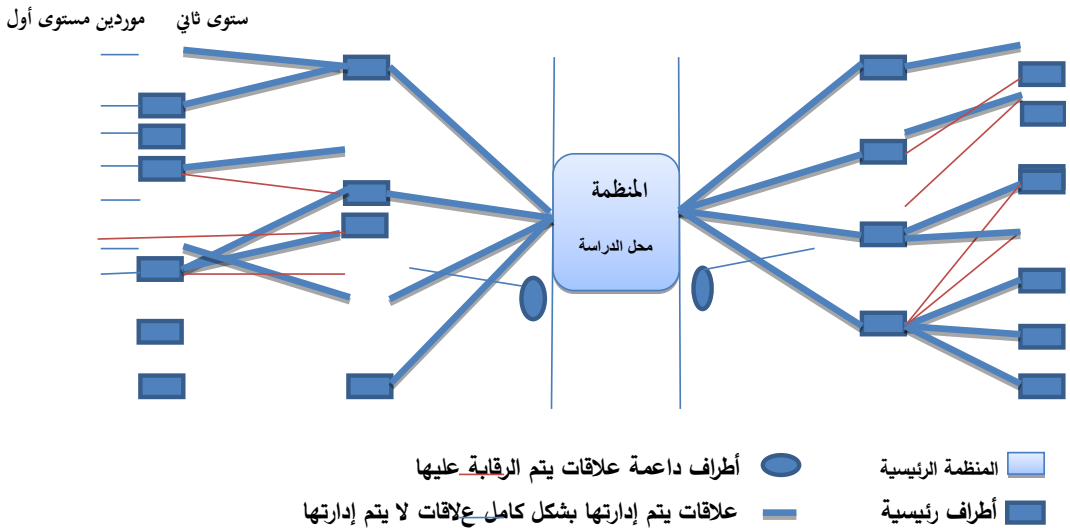 ستوى ثاني موردين مستوى أول
المنظمة
محل الدراسة
المنظمة الرئيسية
أطراف داعمة علاقات يتم الرقابة عليها
أطراف رئيسية
علاقات يتم إدارتها بشكل كامل علاقات لا يتم إدارتها